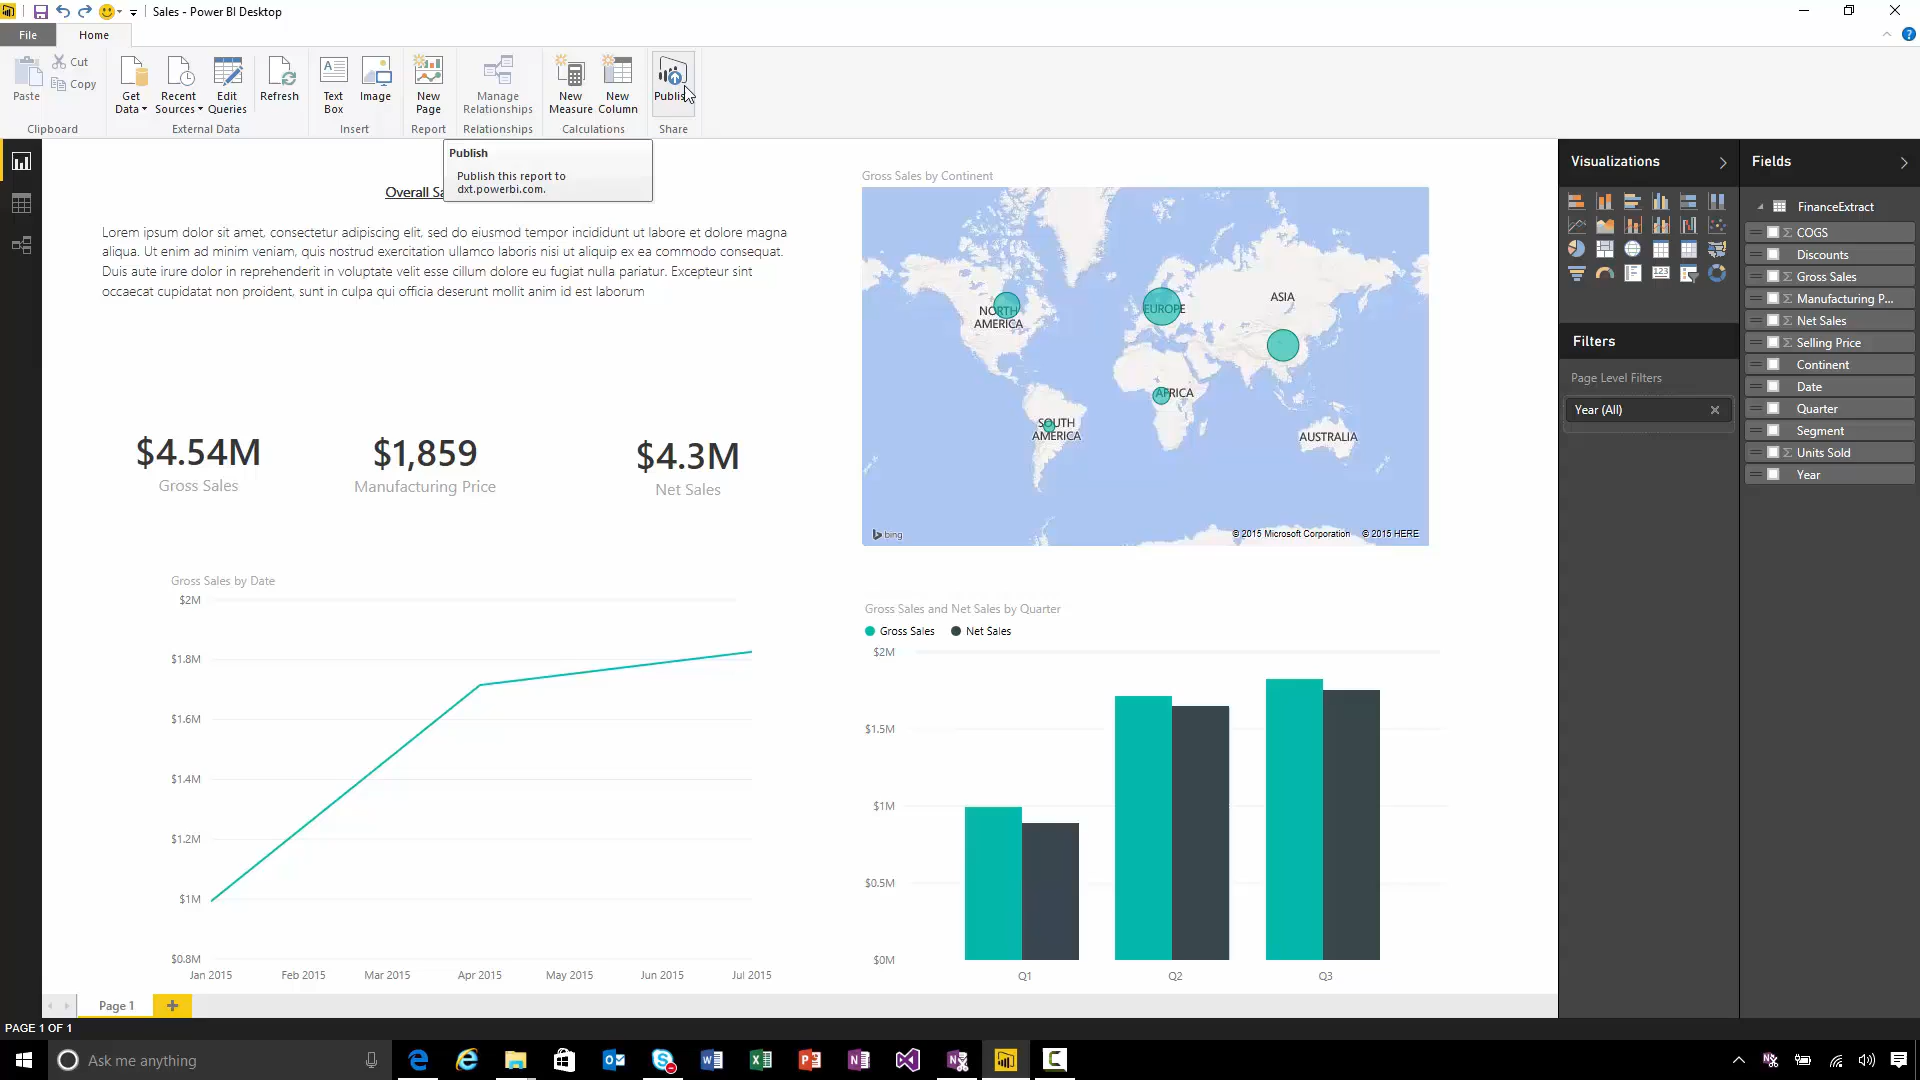 Sales - Power BI Desktop
File
Home
Paste
Cut
Copy
Clipboard
Get Data
Recent Sources
Edit Queries
Refresh
External Data
Text Box
Image
Insert
New Page
Report
Manage Relationships
Relationships
New Measure
New Column
Calculations
Publis
Share
Publish
Publish this report to
dxt.powerbi.com.
Overall Sa
Lorem ipsum dolor sit amet, consectetur adipiscing elit, sed do eiusmod tempor incididunt ut labore et dolore magna
aliqua. Ut enim ad minim veniam, quis nostrud exercitation ullamco laboris nisi ut aliquip ex ea commodo consequat.
Duis aute irure dolor in reprehenderit in voluptate velit esse cillum dolore eu fugiat nulla pariatur. Excepteur sint
occaecat cupidatat non proident, sunt in culpa qui officia deserunt mollit anim id est laborum
$4.54M
Gross Sales
$1,859
Manufacturing Price
$4.3M
Net Sales
Gross Sales by Continent
NORTH
AMERICA
EUROPE
ASIA
AFRICA
SOUTH
AMERICA
AUSTRALIA
bing
© 2015 Microsoft Corporation © 2015 HERE
Gross Sales by Date
$2M
$1.8M
$1.6M
$1.4M
$1.2M
$1M
$0.8M
Jan 2015 Feb 2015 Mar 2015 Apr 2015 May 2015 Jun 2015 Jul 2015
Gross Sales and Net Sales by Quarter
Gross Sales Net Sales
$2M
$1.5M
$1M
$0.5M
$0M
Q1 Q2 Q3
Visualizations
Filters
Page Level Filters
Year (All)
Fields
FinanceExtract
COGS
Discounts
Gross Sales
Manufacturing P...
Net Sales
Selling Price
Continent
Date
Quarter
Segment
Units Sold
Year
Page 1
PAGE 1 OF 1
Ask me anything